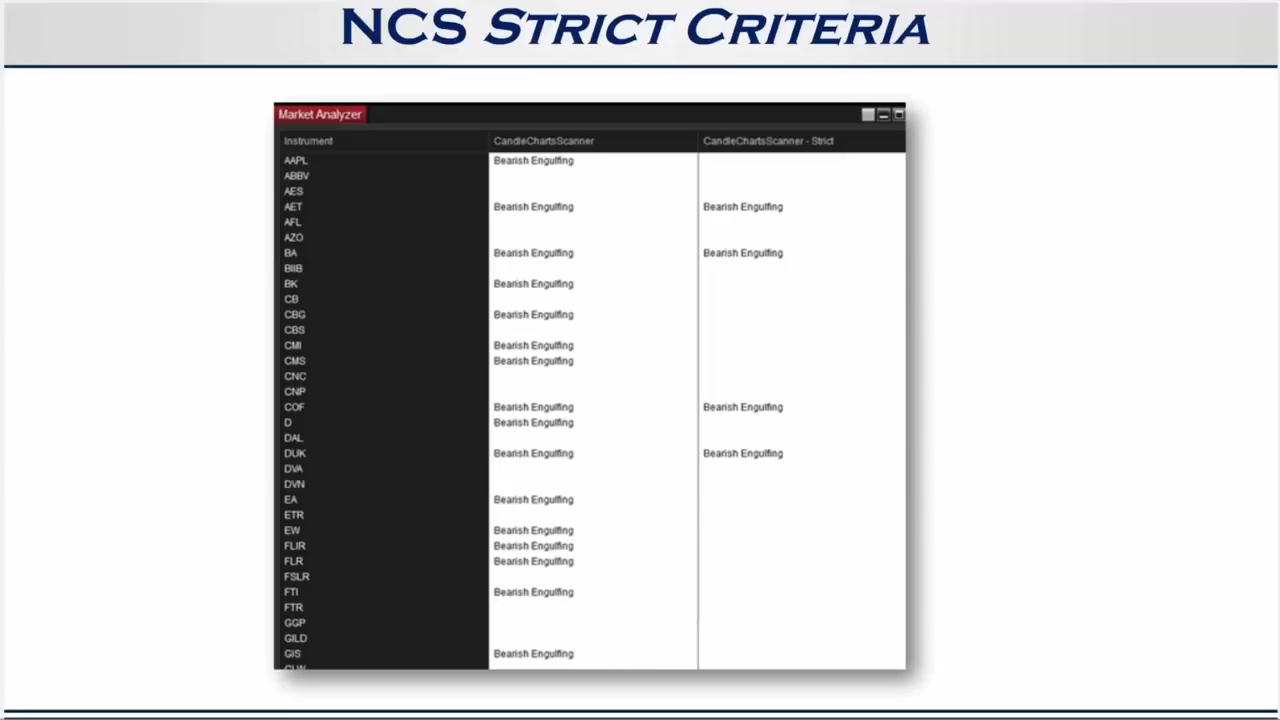 NCS STRICT CRITERIA
Market Analyzer
Instrument CandleChartsScanner CandleChartsScanner - Strict
AAPL Bearish Engulfing
ABBV
AES
AET Bearish Engulfing Bearish Engulfing
AFL
AZO
BA Bearish Engulfing Bearish Engulfing
BIIB
BK Bearish Engulfing
CB
CBG Bearish Engulfing
CBS
CMI Bearish Engulfing
CMS Bearish Engulfing
CNC
CNP
COF Bearish Engulfing Bearish Engulfing
D Bearish Engulfing
DAL
DUK Bearish Engulfing Bearish Engulfing
DVA
DVN
EA Bearish Engulfing
ETR
EW Bearish Engulfing
FLIR Bearish Engulfing
FLR Bearish Engulfing
FSLR
FTI Bearish Engulfing
FTR
GGP
GILD
GIS Bearish Engulfing